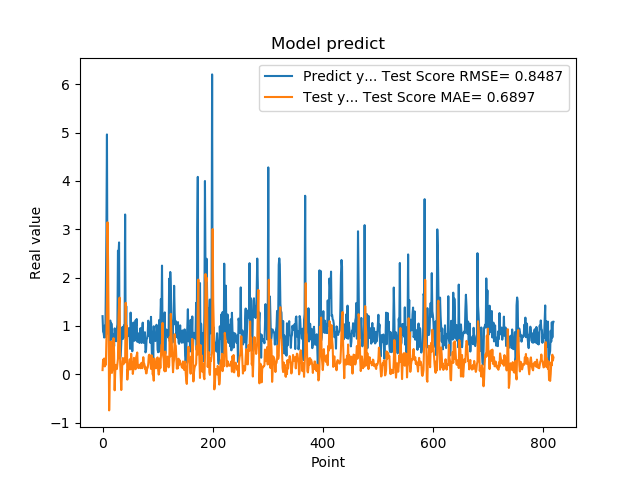 Model predict
Predict y... Test Score RMSE= 0.8487
Test y... Test Score MAE= 0.6897
Real value
6
5
4
3
2
1
0
−1
0 200 400 600 800
Point